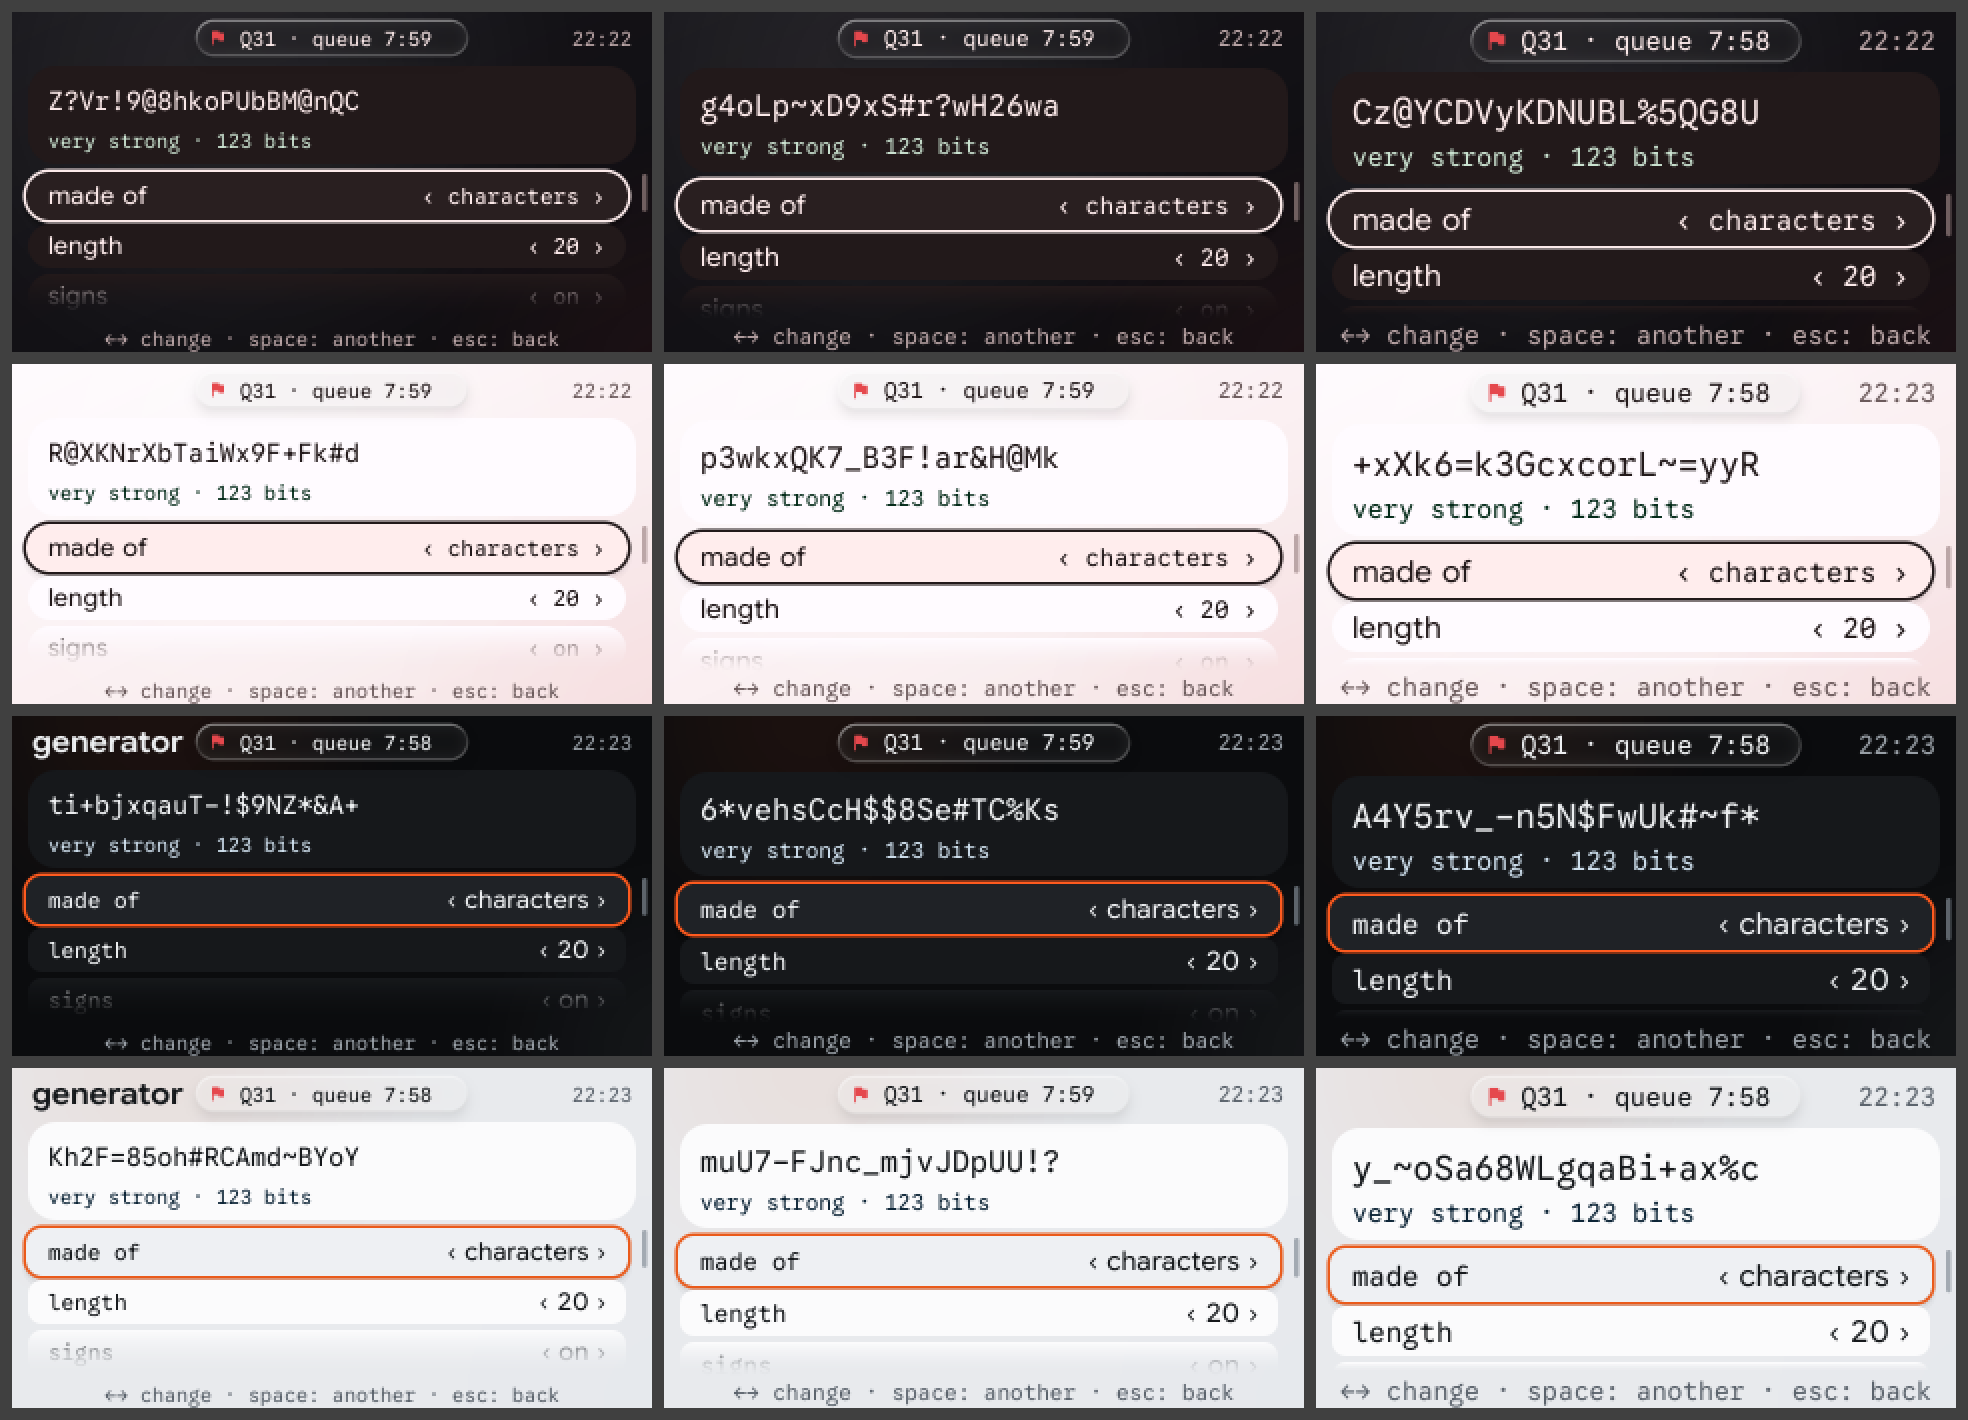 Q31 · queue 7:59 22:22
Z?Vr!9@8hkoPUbBM@nQC
very strong · 123 bits
made of ‹ characters ›
length ‹ 20 ›
signs ‹ on ›
↔ change · space: another · esc: back
Q31 · queue 7:59 22:22
g4oLp~xD9xS#r?wH26wa
very strong · 123 bits
made of ‹ characters ›
length ‹ 20 ›
signs ‹ on ›
↔ change · space: another · esc: back
Q31 · queue 7:58 22:22
Cz@YCDVyKDNUBL%5QG8U
very strong · 123 bits
made of ‹ characters ›
length ‹ 20 ›
↔ change · space: another · esc: back
Q31 · queue 7:59 22:22
R@XKNrXbTaiWx9F+Fk#d
very strong · 123 bits
made of ‹ characters ›
length ‹ 20 ›
signs ‹ on ›
↔ change · space: another · esc: back
Q31 · queue 7:59 22:22
p3wkxQK7_B3F!ar&H@Mk
very strong · 123 bits
made of ‹ characters ›
length ‹ 20 ›
signs ‹ on ›
↔ change · space: another · esc: back
Q31 · queue 7:58 22:23
+xXk6=k3GcxcorL~=yyR
very strong · 123 bits
made of ‹ characters ›
length ‹ 20 ›
↔ change · space: another · esc: back
generator Q31 · queue 7:58 22:23
ti+bjxqauT-!$9NZ*&A+
very strong · 123 bits
made of ‹ characters ›
length ‹ 20 ›
signs ‹ on ›
↔ change · space: another · esc: back
Q31 · queue 7:59 22:23
6*vehsCcH$$8Se#TC%Ks
very strong · 123 bits
made of ‹ characters ›
length ‹ 20 ›
signs ‹ on ›
↔ change · space: another · esc: back
Q31 · queue 7:58 22:23
A4Y5rv_-n5N$FwUk#~f*
very strong · 123 bits
made of ‹ characters ›
length ‹ 20 ›
↔ change · space: another · esc: back
generator Q31 · queue 7:58 22:23
Kh2F=85oh#RCAmd~BYoY
very strong · 123 bits
made of ‹ characters ›
length ‹ 20 ›
signs ‹ on ›
↔ change · space: another · esc: back
Q31 · queue 7:59 22:23
muU7-FJnc_mjvJDpUU!?
very strong · 123 bits
made of ‹ characters ›
length ‹ 20 ›
signs ‹ on ›
↔ change · space: another · esc: back
Q31 · queue 7:58 22:23
y_~oSa68WLgqaBi+ax%c
very strong · 123 bits
made of ‹ characters ›
length ‹ 20 ›
↔ change · space: another · esc: back